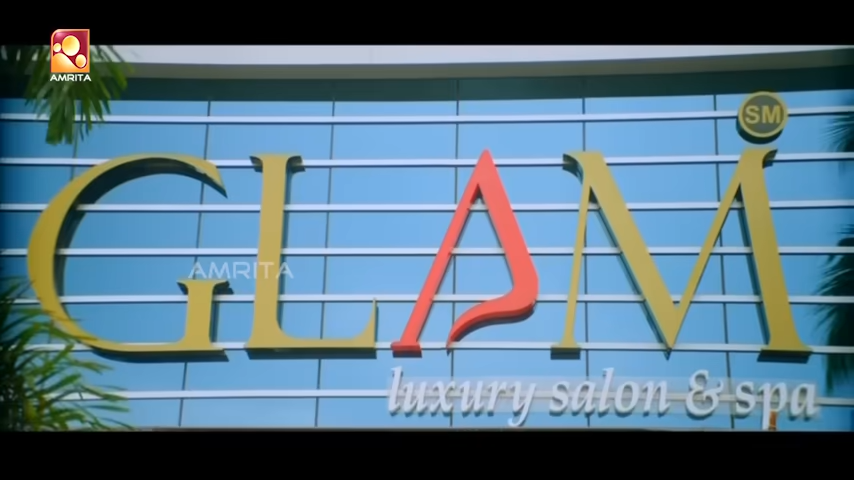 AMRITA
SM
GLAM
AMRITA
luxury salon & spa